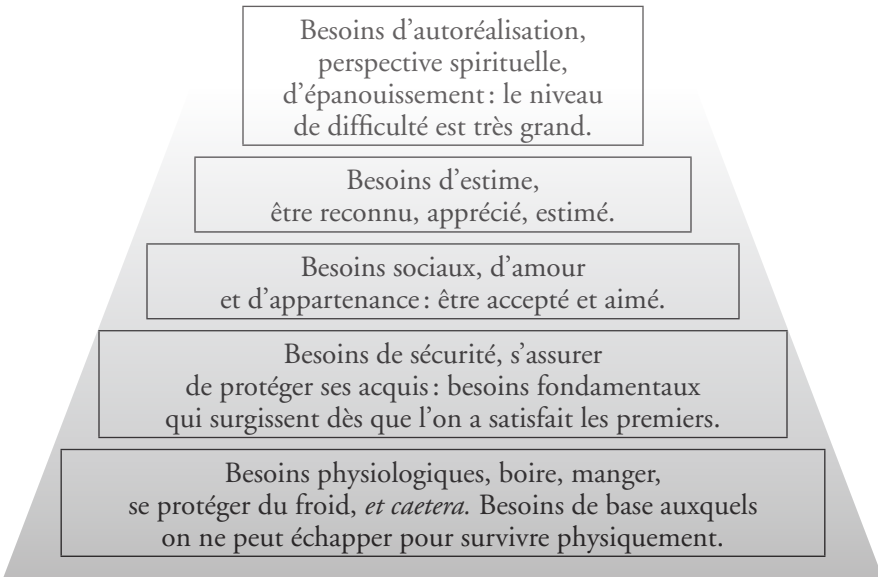 Besoins d'autoréalisation,
perspective spirituelle,
d'épanouissement : le niveau
de difficulté est très grand.
Besoins d'estime,
être reconnu, apprécié, estimé.
Besoins sociaux, d'amour
et d'appartenance : être accepté et aimé.
Besoins de sécurité, s'assurer
de protéger ses acquis : besoins fondamentaux
qui surgissent dès que l'on a satisfait les premiers.
Besoins physiologiques, boire, manger,
se protéger du froid, et caetera. Besoins de base auxquels
on ne peut échapper pour survivre physiquement.